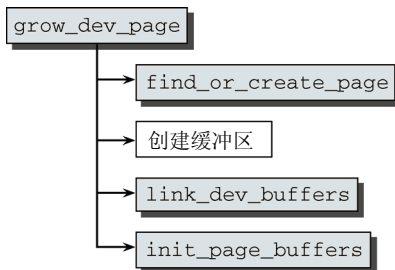 grow_dev_page
find_or_create_page
创建缓冲区
link_dev_buffers
init_page_buffers